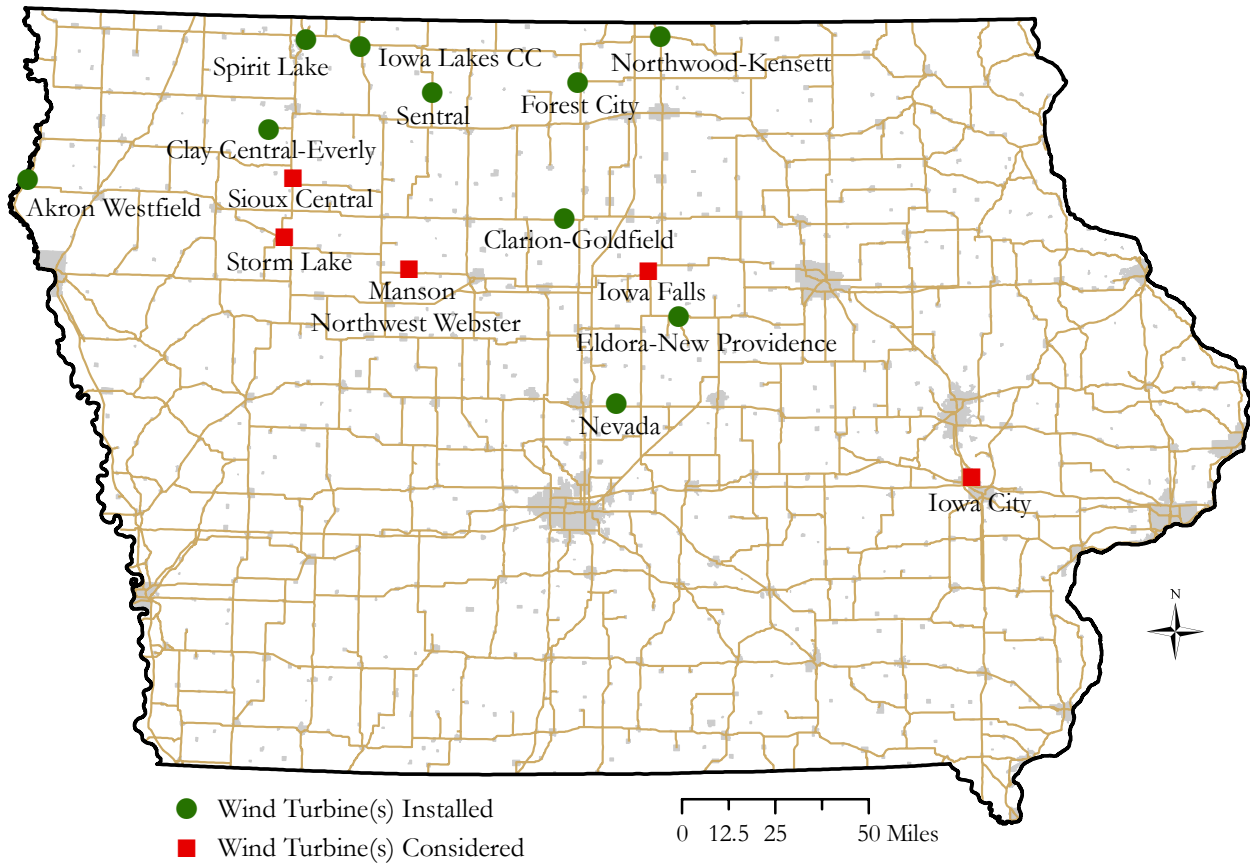 Spirit Lake
Iowa Lakes CC
Northwood-Kensett
Sentral
Forest City
Clay Central-Everly
Sioux Central
Akron Westfield
Clarion-Goldfield
Storm Lake
Manson
Iowa Falls
Northwest Webster
Eldora-New Providence
Nevada
Iowa City
N
Wind Turbine(s) Installed
Wind Turbine(s) Considered
0 12.5 25 50 Miles